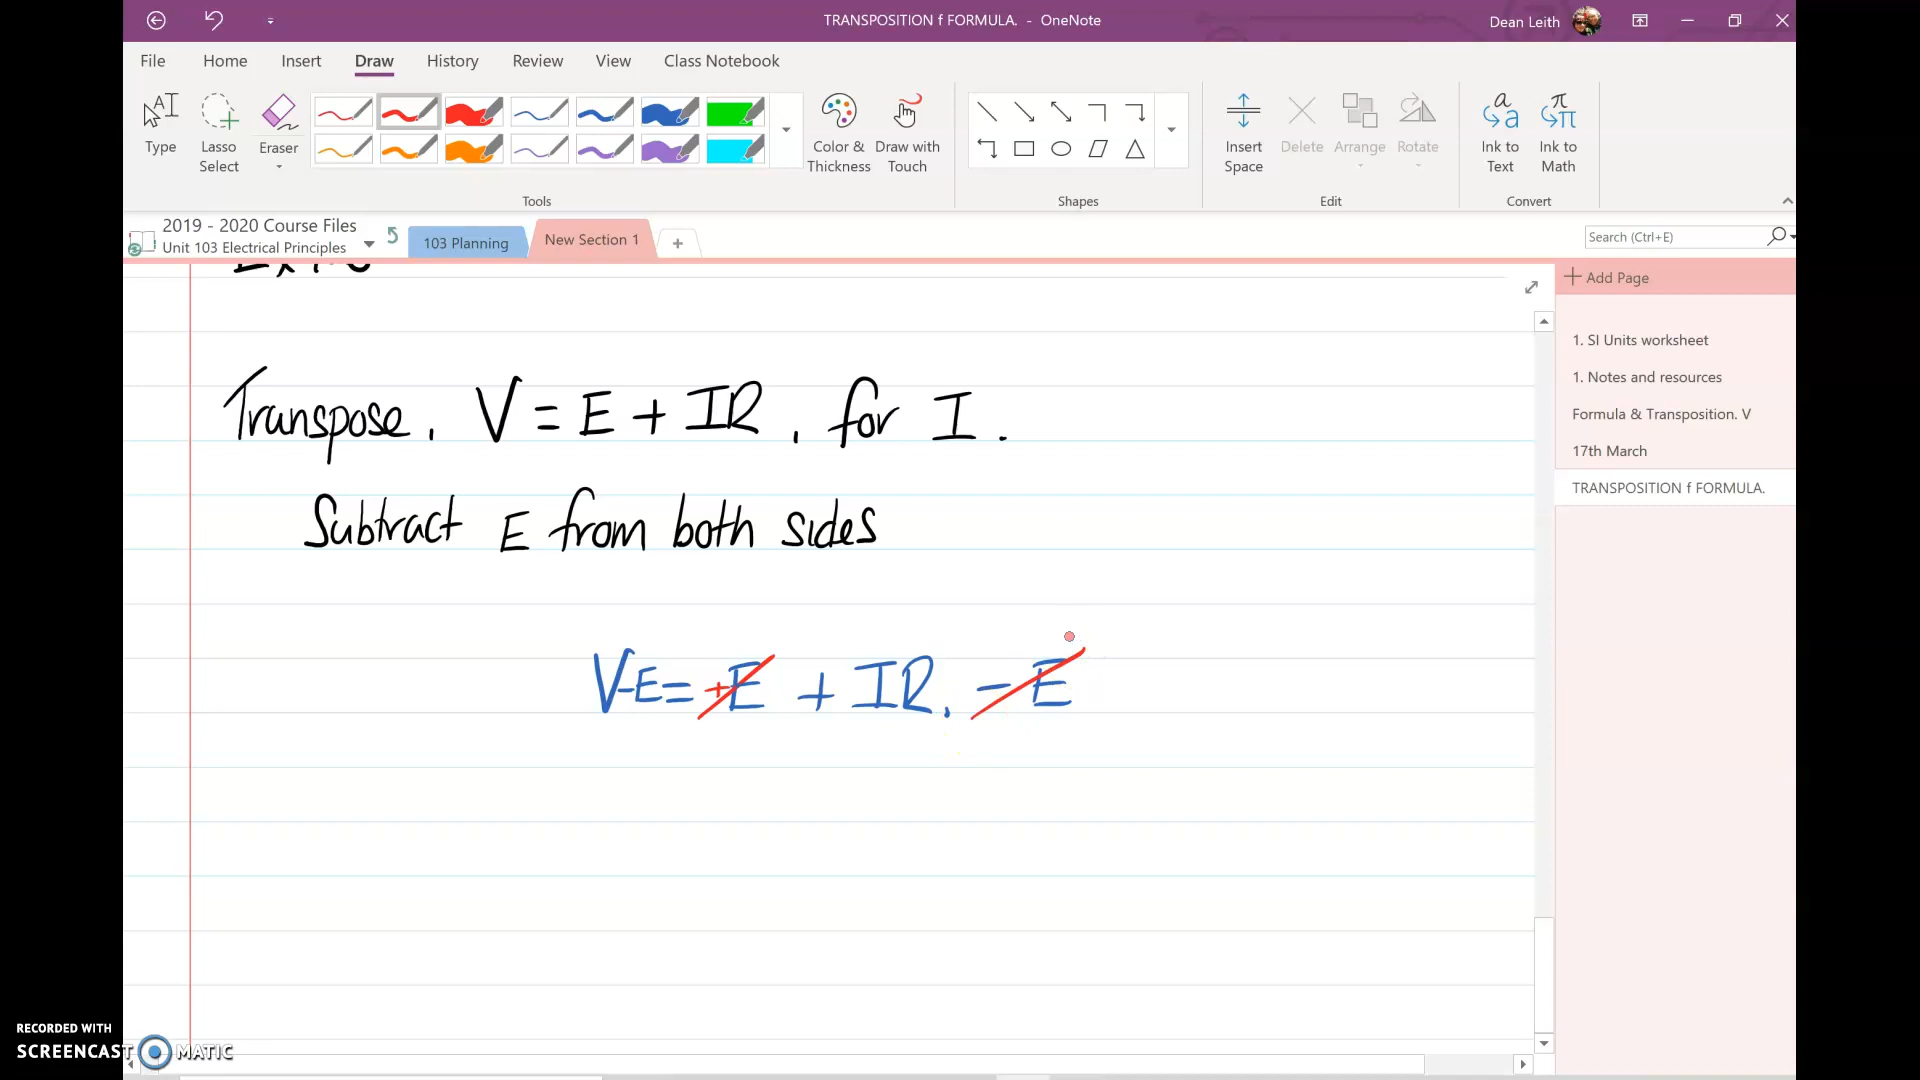 TRANSPOSITION f FORMULA. - OneNote
Dean Leith
File Home Insert Draw History Review View Class Notebook
Type
Lasso Select
Eraser
Color & Thickness
Draw with Touch
Insert Space
Delete
Arrange
Rotate
Ink to Text
Ink to Math
Tools
Shapes
Edit
Convert
2019 - 2020 Course Files
Unit 103 Electrical Principles
103 Planning
New Section 1
Search (Ctrl+E)
Add Page
1. SI Units worksheet
1. Notes and resources
Formula & Transposition. V
17th March
TRANSPOSITION f FORMULA.
Transpose, V = E + IR, for I.
Subtract E from both sides
V-E = +E + IR. - E
RECORDED WITH
SCREENCAST MATIC